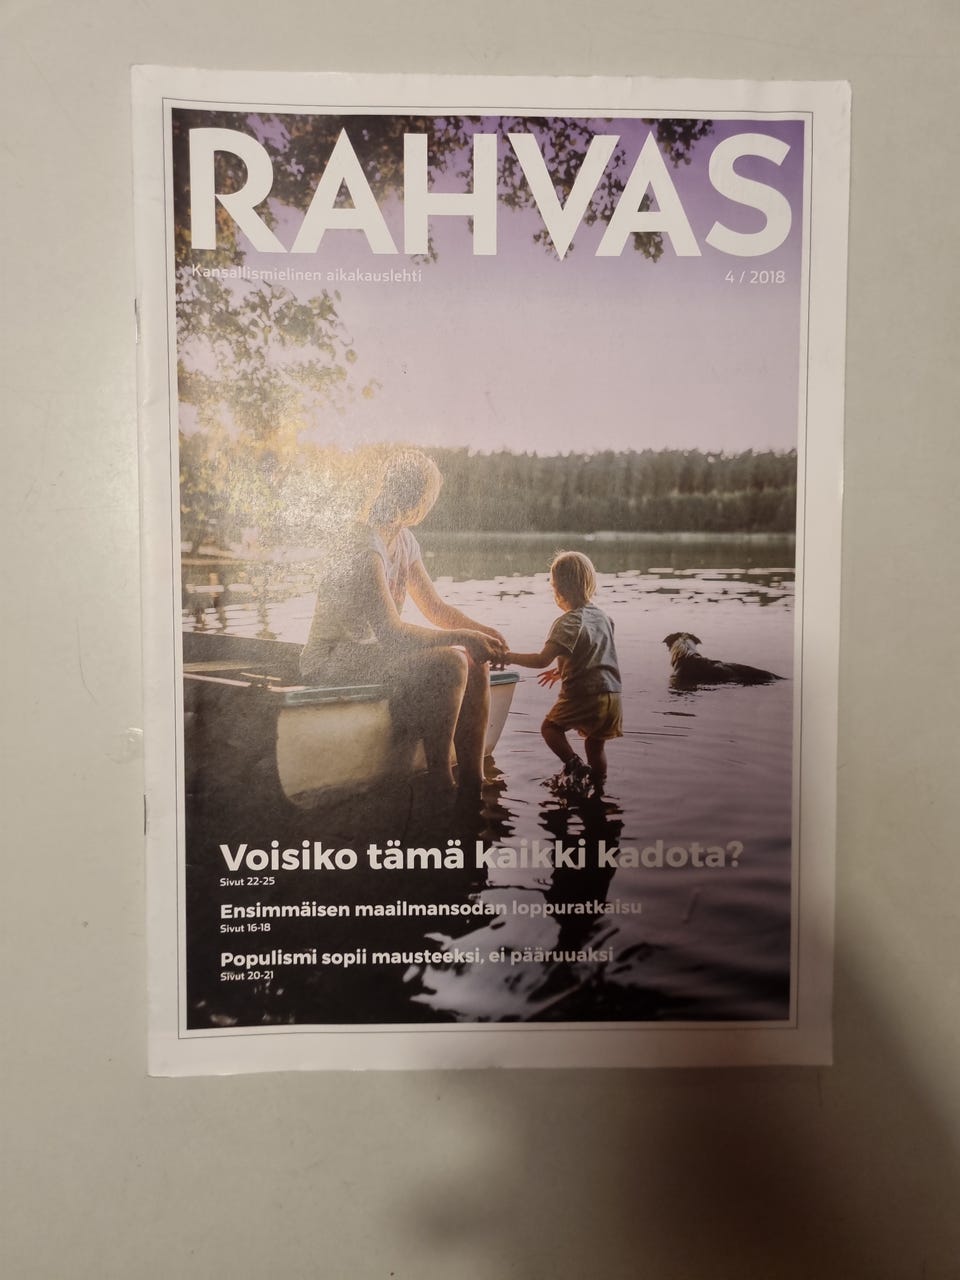 RAHVAS
Kansallismielinen aikakauslehti
4 / 2018
Voisiko tämä kaikki kadota?
Sivut 22-25
Ensimmäisen maailmansodan loppuratkaisu
Sivut 16-18
Populismi sopii mausteeksi, ei pääruuaksi
Sivut 20-21